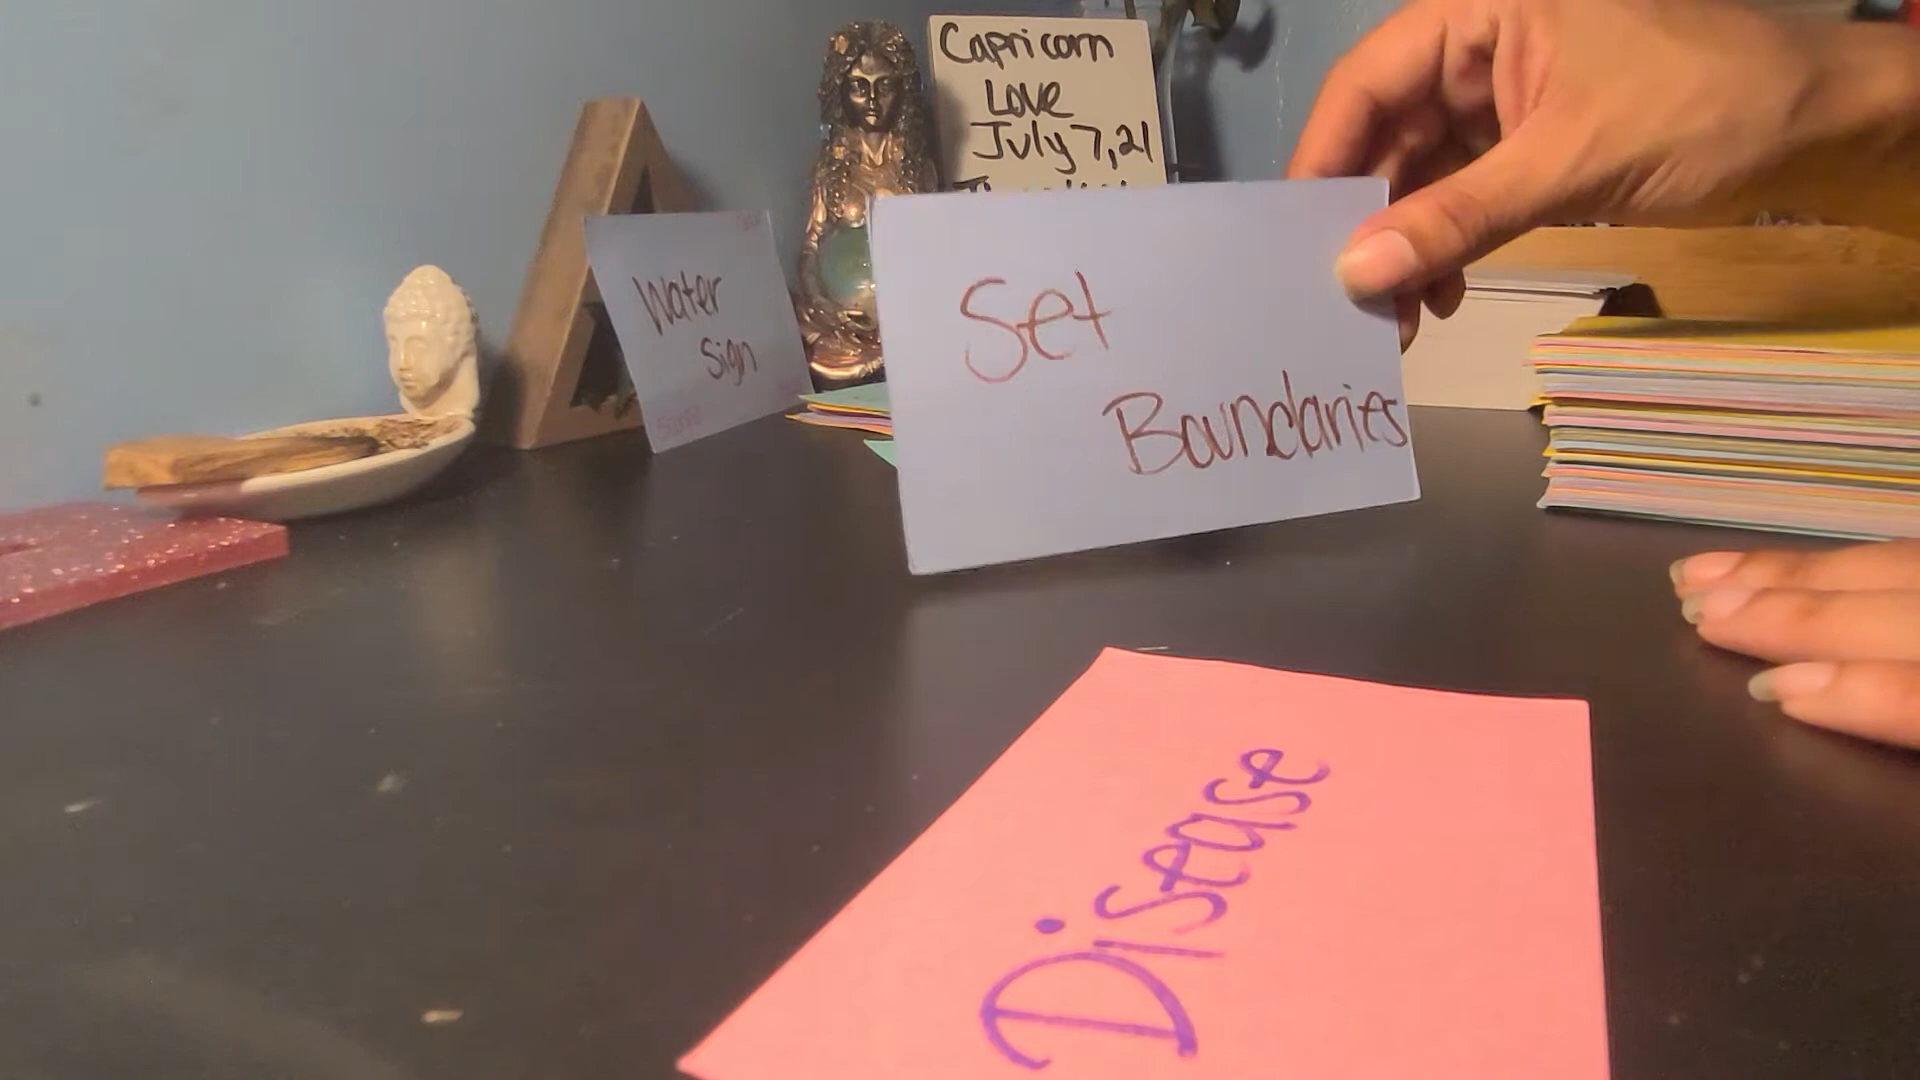 Capricorn
Love
July 7, 21
Water
Sign
Set
Boundaries
Disease